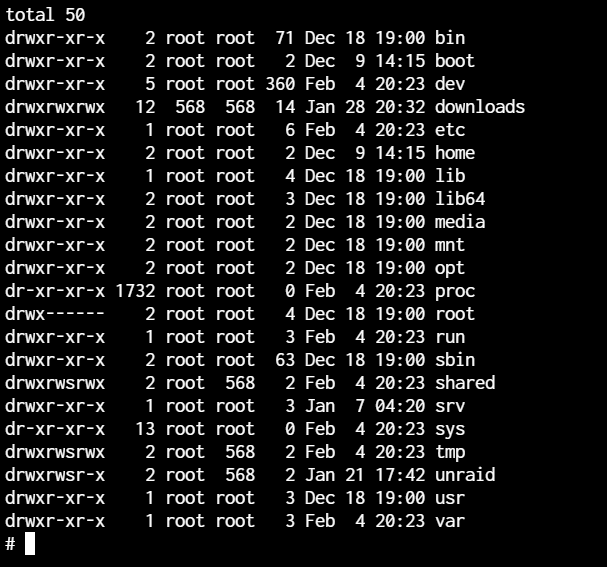 total 50
drwxr-xr-x    2 root root  71 Dec 18 19:00 bin
drwxr-xr-x    2 root root   2 Dec  9 14:15 boot
drwxr-xr-x    5 root root 360 Feb  4 20:23 dev
drwxrwxrwx   12  568  568  14 Jan 28 20:32 downloads
drwxr-xr-x    1 root root   6 Feb  4 20:23 etc
drwxr-xr-x    2 root root   2 Dec  9 14:15 home
drwxr-xr-x    1 root root   4 Dec 18 19:00 lib
drwxr-xr-x    2 root root   3 Dec 18 19:00 lib64
drwxr-xr-x    2 root root   2 Dec 18 19:00 media
drwxr-xr-x    2 root root   2 Dec 18 19:00 mnt
drwxr-xr-x    2 root root   2 Dec 18 19:00 opt
dr-xr-xr-x 1732 root root   0 Feb  4 20:23 proc
drwx------    2 root root   4 Dec 18 19:00 root
drwxr-xr-x    1 root root   3 Feb  4 20:23 run
drwxr-xr-x    2 root root  63 Dec 18 19:00 sbin
drwxrwsrwx    2 root  568   2 Feb  4 20:23 shared
drwxr-xr-x    1 root root   3 Jan  7 04:20 srv
dr-xr-xr-x   13 root root   0 Feb  4 20:23 sys
drwxrwsrwx    2 root  568   2 Feb  4 20:23 tmp
drwxrwsr-x    2 root  568   2 Jan 21 17:42 unraid
drwxr-xr-x    1 root root   3 Dec 18 19:00 usr
drwxr-xr-x    1 root root   3 Feb  4 20:23 var
#